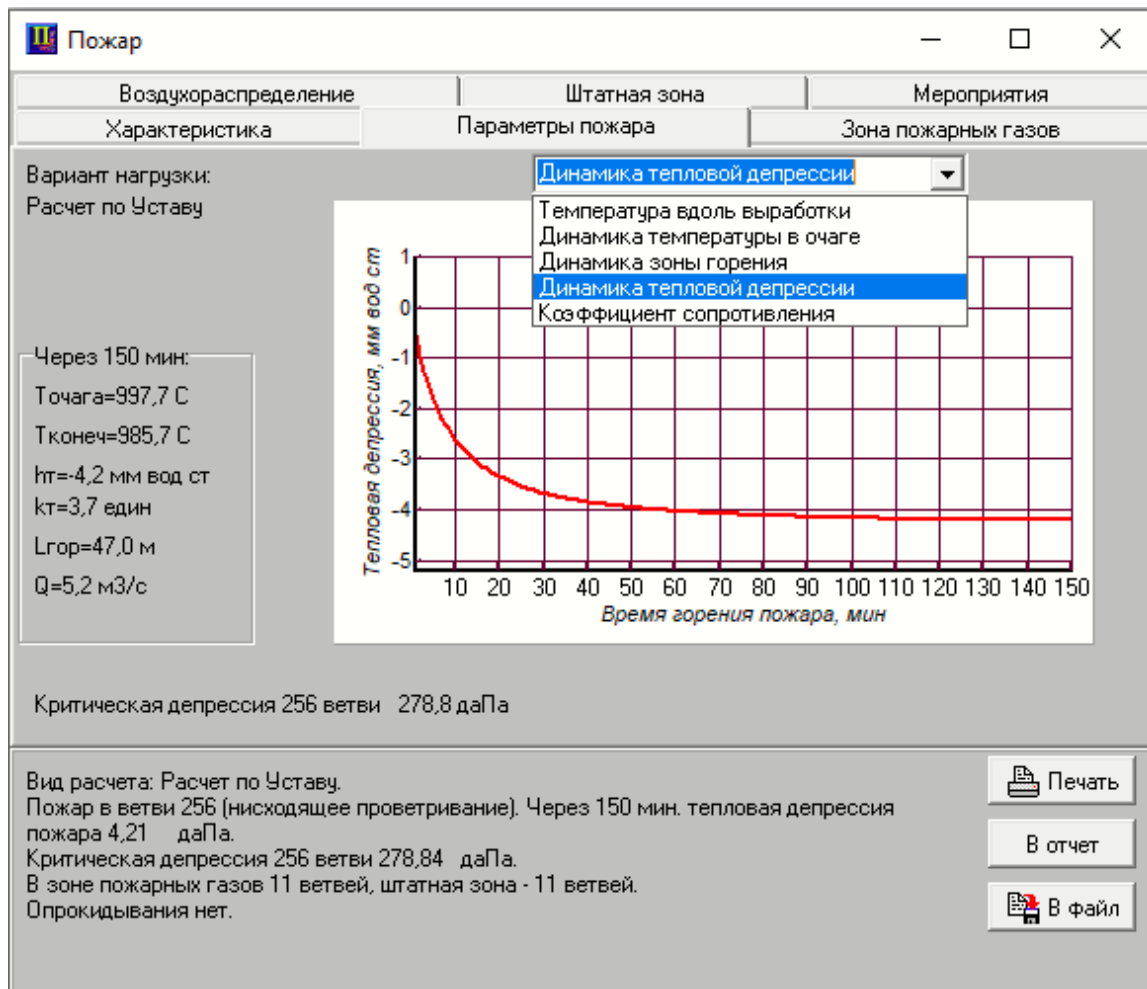 Пожар
Воздухораспределение
Штатная зона
Мероприятия
Характеристика
Параметры пожара
Зона пожарных газов
Вариант нагрузки:
Динамика тепловой депрессии
Расчет по Уставу
Температура вдоль выработки
Динамика температуры в очаге
Динамика зоны горения
Динамика тепловой депрессии
Коэффициент сопротивления
Тепловая депрессия, мм вод ст
1
0
-1
-2
-3
-4
-5
10 20 30 40 50 60 70 80 90 100 110 120 130 140 150
Время горения пожара, мин
Через 150 мин:
Точага=997,7 С
Тконеч=985,7 С
hт=-4,2 мм вод ст
kт=3,7 един
Lгор=47,0 м
Q=5,2 м3/с
Критическая депрессия 256 ветви 278,8 даПа
Вид расчета: Расчет по Уставу.
Пожар в ветви 256 (нисходящее проветривание). Через 150 мин. тепловая депрессия
пожара 4,21 даПа.
Критическая депрессия 256 ветви 278,84 даПа.
В зоне пожарных газов 11 ветвей, штатная зона - 11 ветвей.
Опрокидывания нет.
Печать
В отчет
В файл